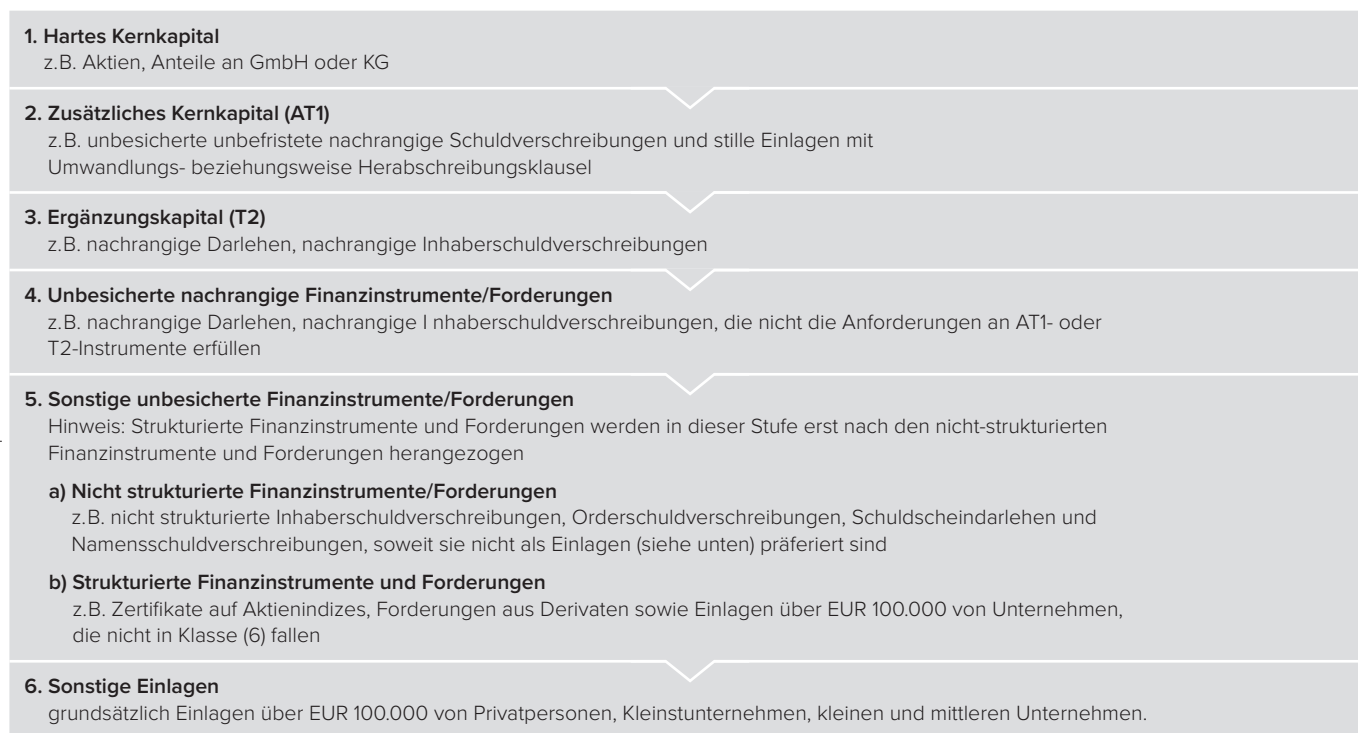 1. Hartes Kernkapital
z.B. Aktien, Anteile an GmbH oder KG
2. Zusätzliches Kernkapital (AT1)
z.B. unbesicherte unbefristete nachrangige Schuldverschreibungen und stille Einlagen mit
Umwandlungs- beziehungsweise Herabschreibungsklausel
3. Ergänzungskapital (T2)
z.B. nachrangige Darlehen, nachrangige Inhaberschuldverschreibungen
4. Unbesicherte nachrangige Finanzinstrumente/Forderungen
z.B. nachrangige Darlehen, nachrangige I nhaberschuldverschreibungen, die nicht die Anforderungen an AT1- oder
T2-Instrumente erfüllen
5. Sonstige unbesicherte Finanzinstrumente/Forderungen
Hinweis: Strukturierte Finanzinstrumente und Forderungen werden in dieser Stufe erst nach den nicht-strukturierten
Finanzinstrumente und Forderungen herangezogen
a) Nicht strukturierte Finanzinstrumente/Forderungen
z.B. nicht strukturierte Inhaberschuldverschreibungen, Orderschuldverschreibungen, Schuldscheindarlehen und
Namensschuldverschreibungen, soweit sie nicht als Einlagen (siehe unten) präferiert sind
b) Strukturierte Finanzinstrumente und Forderungen
z.B. Zertifikate auf Aktienindizes, Forderungen aus Derivaten sowie Einlagen über EUR 100.000 von Unternehmen,
die nicht in Klasse (6) fallen
6. Sonstige Einlagen
grundsätzlich Einlagen über EUR 100.000 von Privatpersonen, Kleinstunternehmen, kleinen und mittleren Unternehmen.